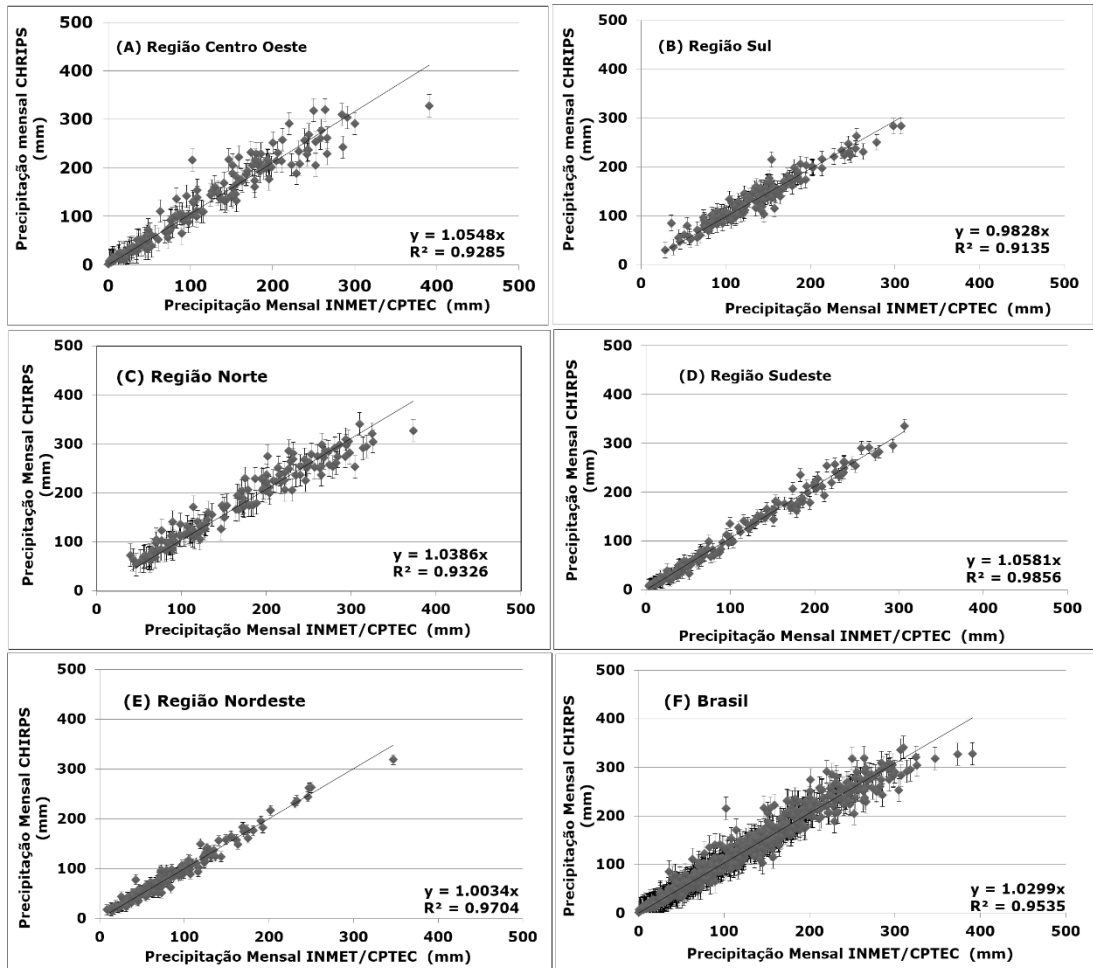 Precipitação Mensal CHRIPS
(mm)
500
400
300
200
100
0
(A) Região Centro Oeste
y = 1.0548x
R² = 0.9285
0 100 200 300 400 500
Precipitação Mensal INMET/CPTEC (mm)
Precipitação mensal CHRIPS
(mm)
500
400
300
200
100
0
(B) Região Sul
y = 0.9828x
R² = 0.9135
0 100 200 300 400 500
Precipitação Mensal INMET/CPTEC (mm)
Precipitação Mensal CHIRPS
(mm)
500
400
300
200
100
0
(C) Região Norte
y = 1.0386x
R² = 0.9326
0 100 200 300 400 500
Precipitação Mensal INMET/CPTEC (mm)
Precipitação Mensal CHIRPS
(mm)
500
400
300
200
100
0
(D) Região Sudeste
y = 1.0581x
R² = 0.9856
0 100 200 300 400 500
Precipitação Mensal INMET/CPTEC (mm)
Precipitação Mensal CHIRPS
(mm)
500
400
300
200
100
0
(E) Região Nordeste
y = 1.0034x
R² = 0.9704
0 100 200 300 400 500
Precipitação Mensal INMET/CPTEC (mm)
Precipitação Mensal CHIRPS
(mm)
500
400
300
200
100
0
(F) Brasil
y = 1.0299x
R² = 0.9535
0 100 200 300 400 500
Precipitação Mensal INMET/CPTEC (mm)